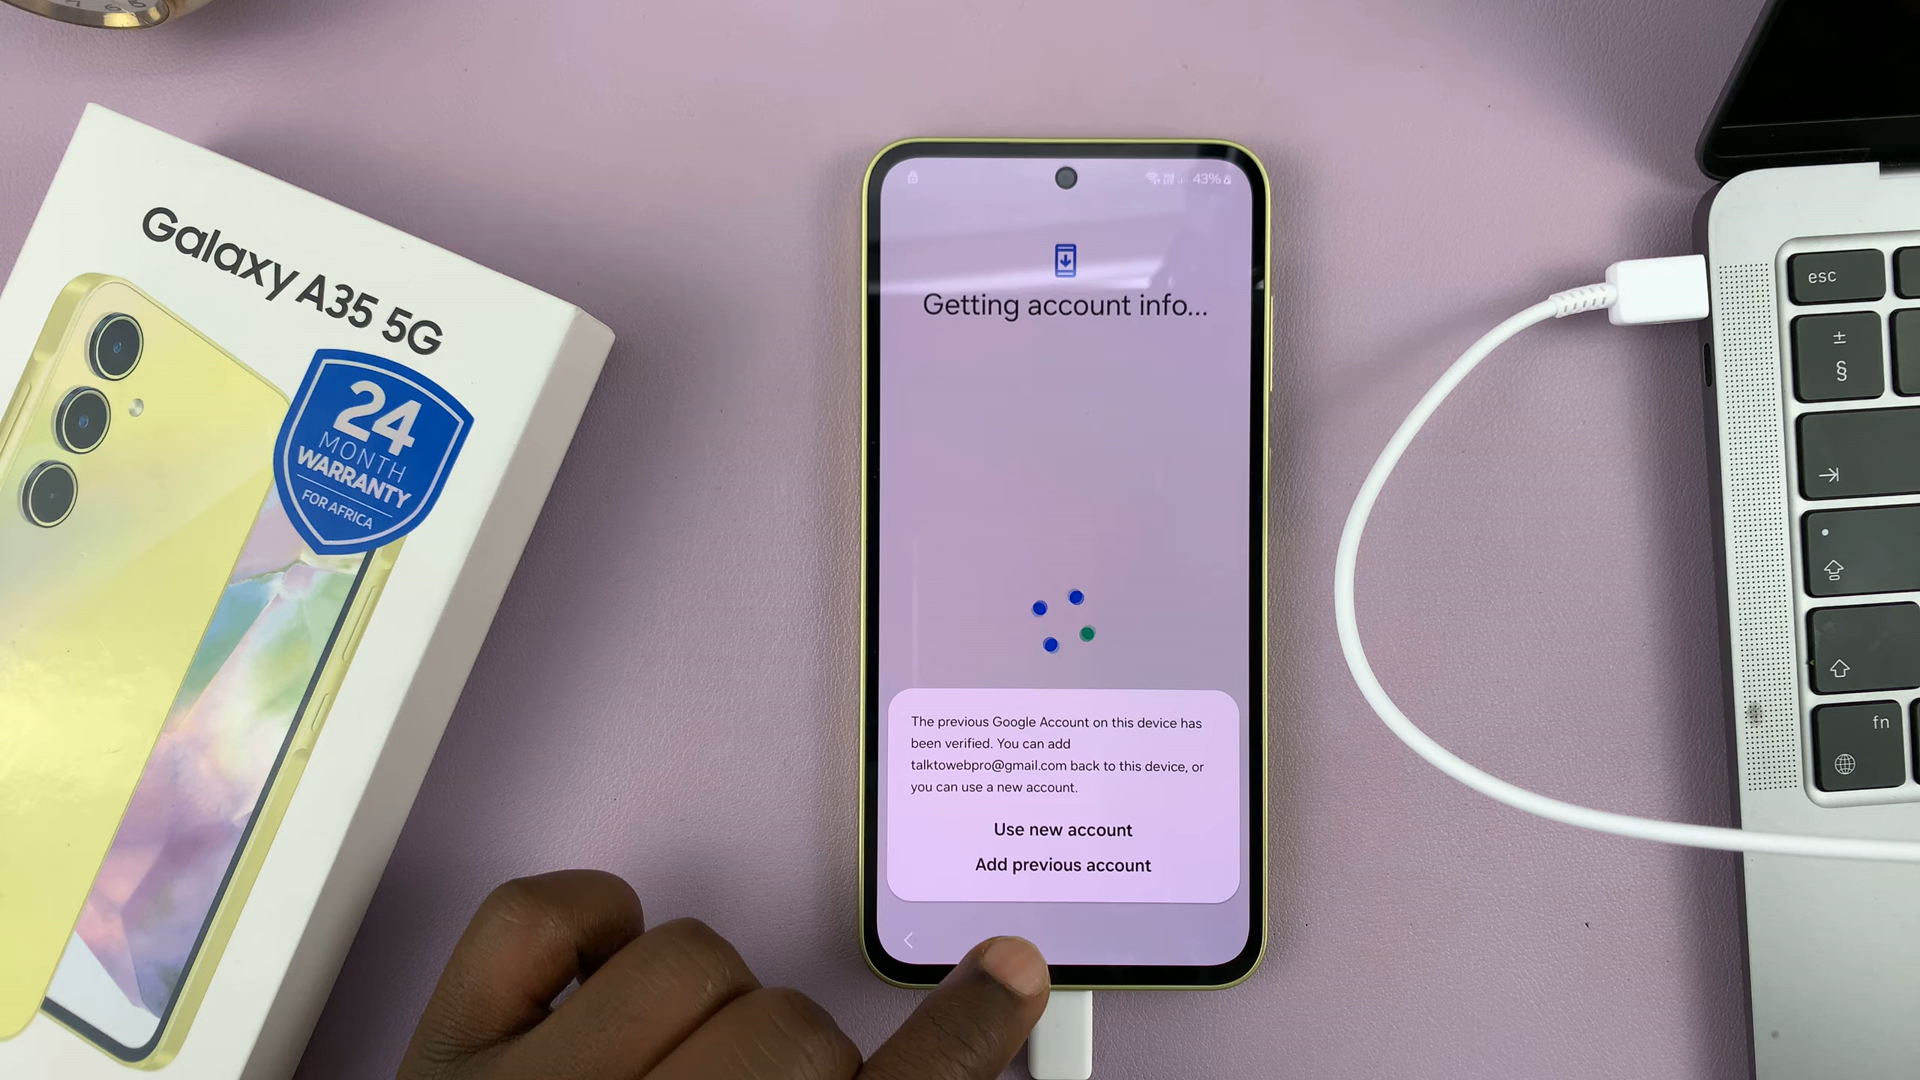 Galaxy A35 5G
24
MONTH
WARRANTY
FOR AFRICA
43%
Getting account info...
The previous Google Account on this device has
been verified. You can add
talktowebpro@gmail.com back to this device, or
you can use a new account.
Use new account
Add previous account
esc
±
§
fn